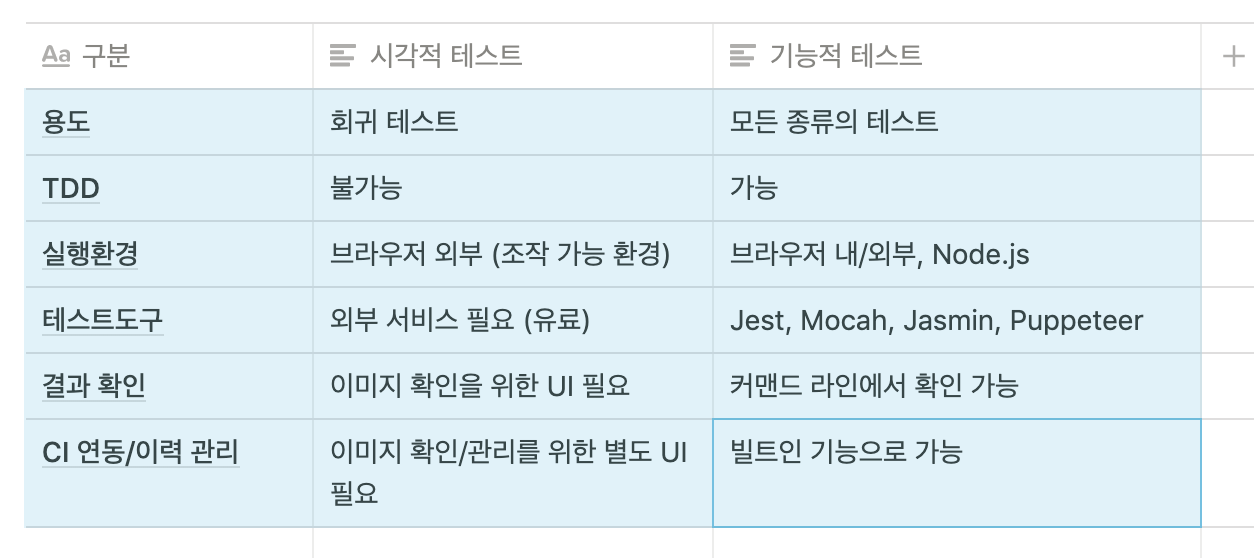 Aa 구분 시각적 테스트 기능적 테스트
용도 회귀 테스트 모든 종류의 테스트
TDD 불가능 가능
실행환경 브라우저 외부 (조작 가능 환경) 브라우저 내/외부, Node.js
테스트도구 외부 서비스 필요 (유료) Jest, Mocah, Jasmin, Puppeteer
결과 확인 이미지 확인을 위한 UI 필요 커맨드 라인에서 확인 가능
CI 연동/이력 관리 이미지 확인/관리를 위한 별도 UI 빌트인 기능으로 가능
필요